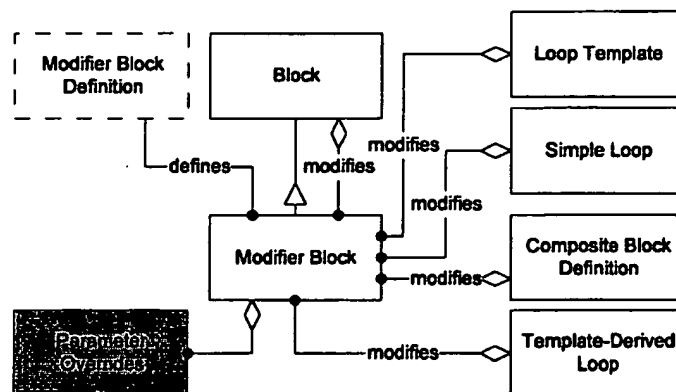 Modifier Block
Definition
Block
Loop Template
modifies
Simple Loop
defines
modifies
modifies
Modifier Block
Composite Block
Definition
modifies
Parameter
Overrides
modifies
Template-Derived
Loop